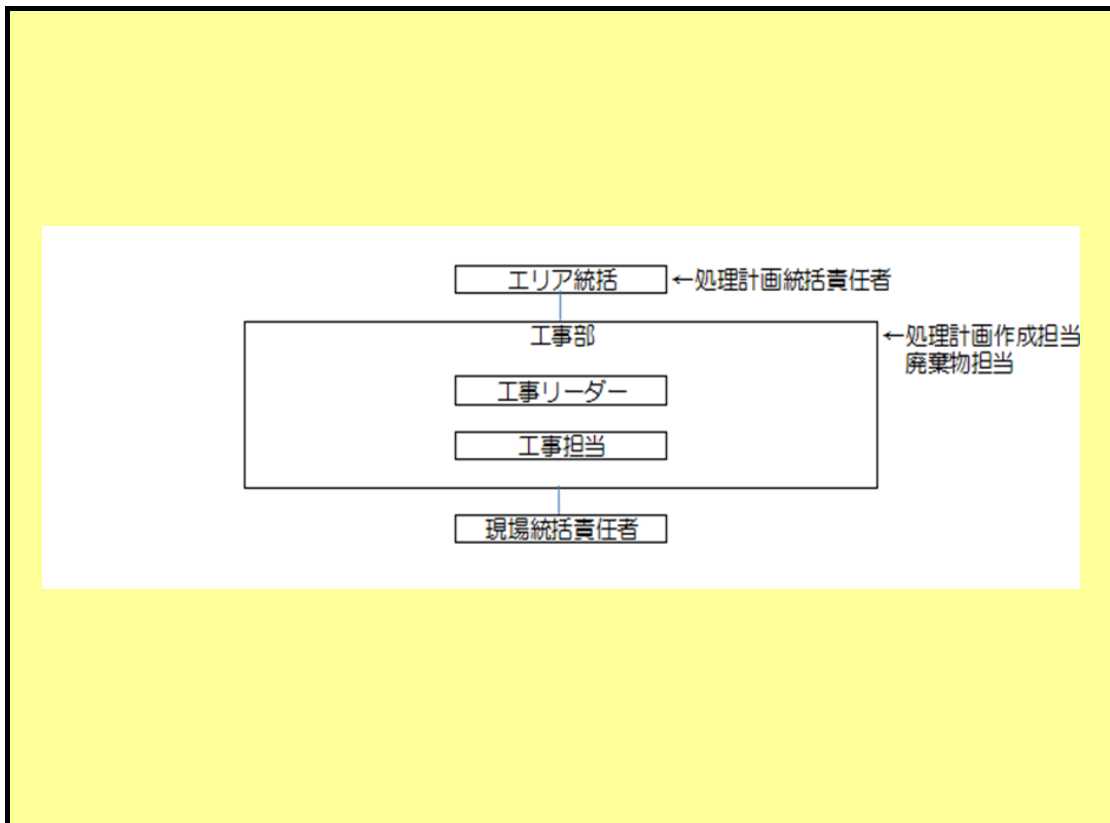 エリア統括 ←処理計画統括責任者
工事部 ←処理計画作成担当
廃棄物担当
工事リーダー
工事担当
現場統括責任者